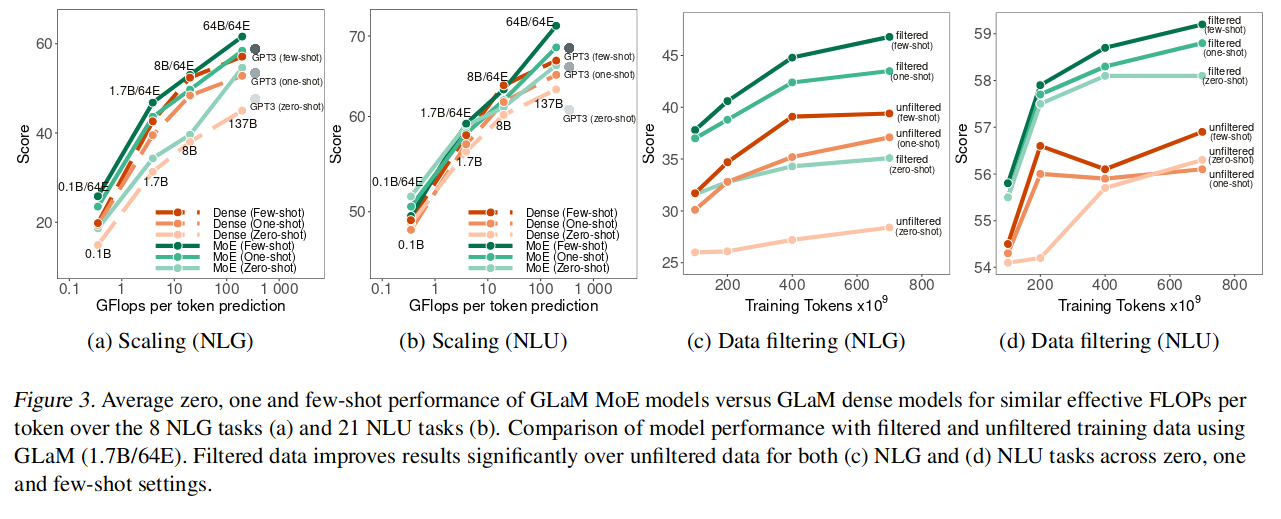 Score
60
40
20
64B/64E
8B/64E
1.7B/64E
0.1B/64E
GPT3 (few-shot)
GPT3 (one-shot)
GPT3 (zero-shot)
137B
8B
1.7B
0.1B
Dense (Few-shot)
Dense (One-shot)
Dense (Zero-shot)
MoE (Few-shot)
MoE (One-shot)
MoE (Zero-shot)
0.1 1 10 100 1 000
GFlops per token prediction
(a) Scaling (NLG)
Score
70
60
50
64B/64E
8B/64E
1.7B/64E
0.1B/64E
GPT3 (few-shot)
GPT3 (one-shot)
GPT3 (zero-shot)
137B
8B
1.7B
0.1B
Dense (Few-shot)
Dense (One-shot)
Dense (Zero-shot)
MoE (Few-shot)
MoE (One-shot)
MoE (Zero-shot)
0.1 1 10 100 1 000
GFlops per token prediction
(b) Scaling (NLU)
Score
45
40
35
30
25
filtered
(few-shot)
filtered
(one-shot)
unfiltered
(few-shot)
unfiltered
(one-shot)
filtered
(zero-shot)
unfiltered
(zero-shot)
200 400 600 800
Training Tokens x10⁹
(c) Data filtering (NLG)
Score
59
58
57
56
55
54
filtered
(few-shot)
filtered
(one-shot)
filtered
(zero-shot)
unfiltered
(few-shot)
unfiltered
(zero-shot)
unfiltered
(one-shot)
200 400 600 800
Training Tokens x10⁹
(d) Data filtering (NLU)
Figure 3. Average zero, one and few-shot performance of GLaM MoE models versus GLaM dense models for similar effective FLOPs per
token over the 8 NLG tasks (a) and 21 NLU tasks (b). Comparison of model performance with filtered and unfiltered training data using
GLaM (1.7B/64E). Filtered data improves results significantly over unfiltered data for both (c) NLG and (d) NLU tasks across zero, one
and few-shot settings.